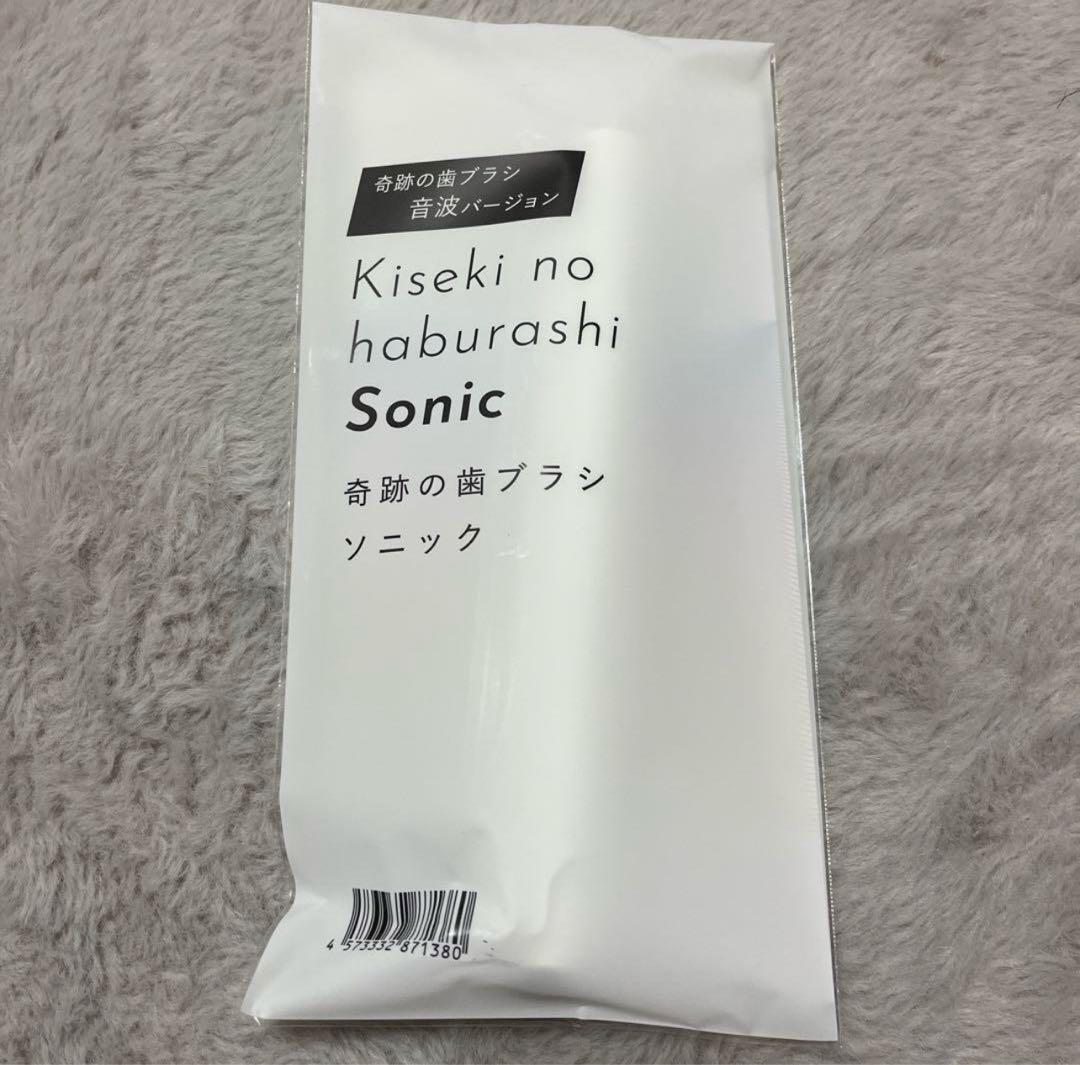 奇跡の歯ブラシ
音波バージョン
Kiseki no
haburashi
Sonic
奇跡の歯ブラシ
ソニック
4 573332 871380